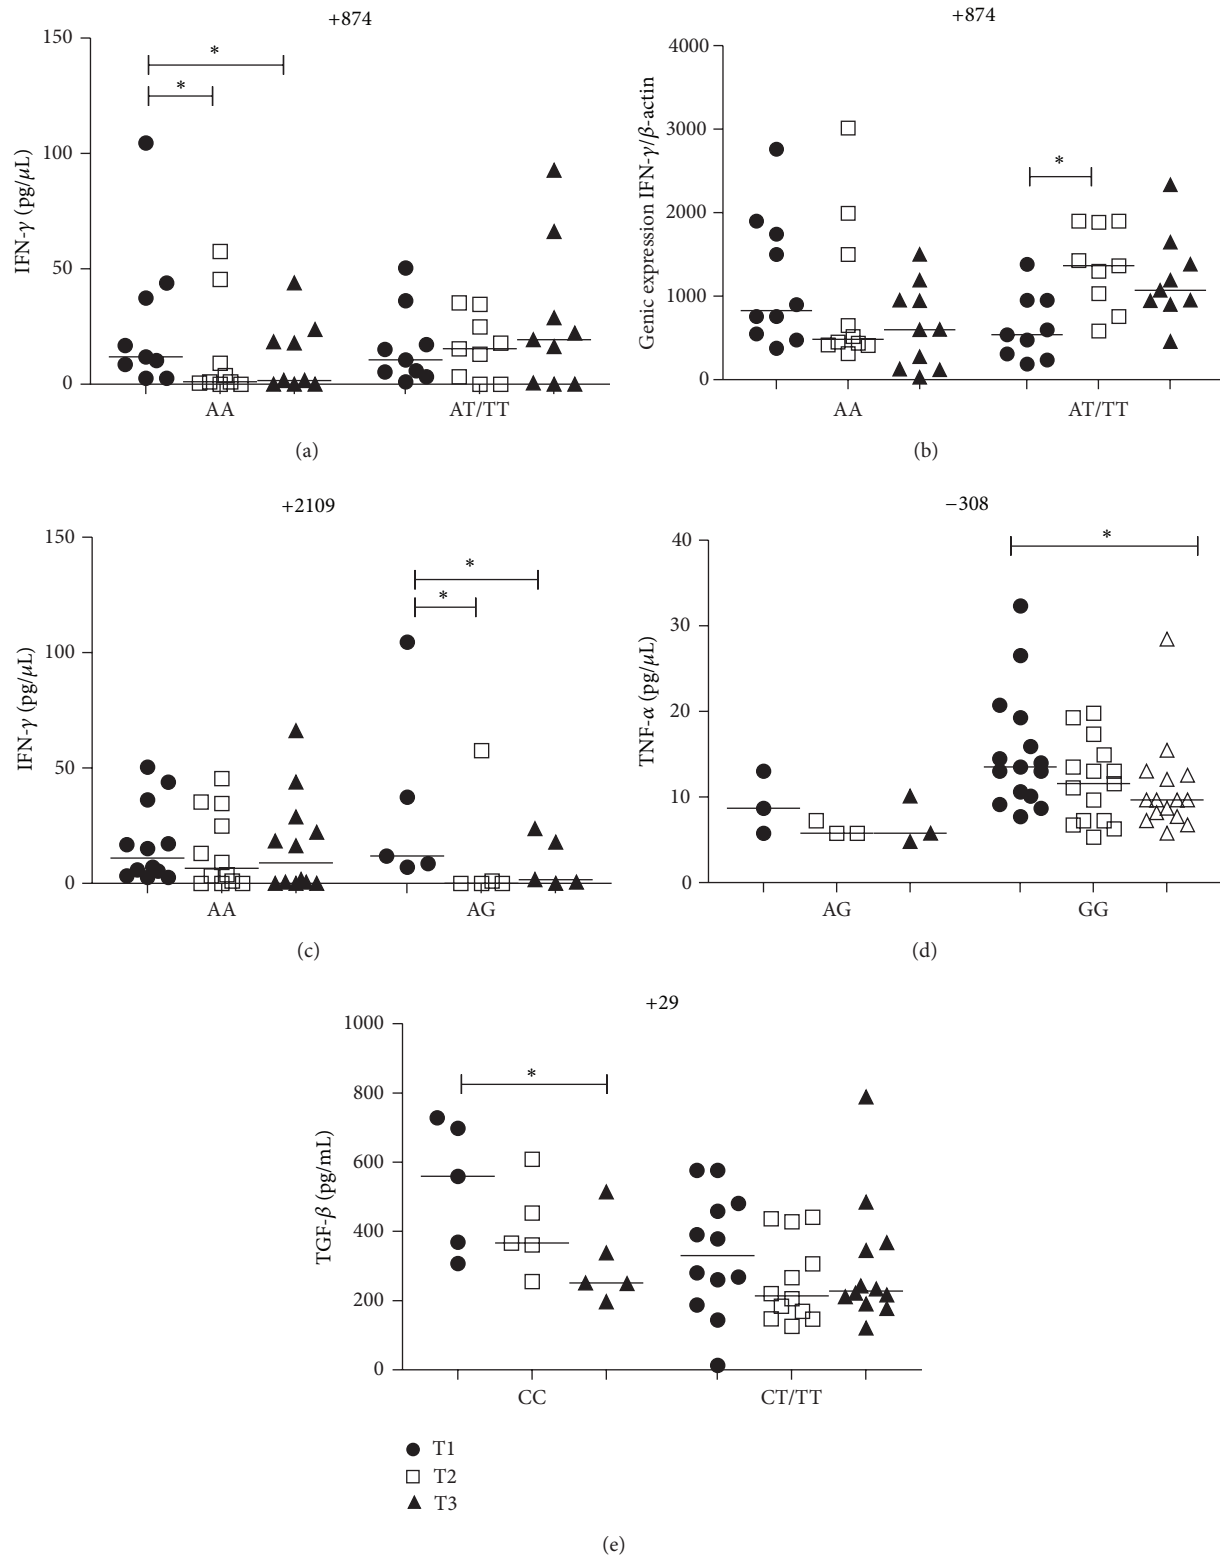 +874
150
100
50
0
IFN-γ (pg/μL)
*
*
AA
AT/TT
(a)
+874
4000
3000
2000
1000
0
Genic expression IFN-γ/β-actin
*
AA
AT/TT
(b)
+2109
150
100
50
0
IFN-γ (pg/μL)
*
*
AA
AG
(c)
−308
40
30
20
10
0
TNF-α (pg/μL)
*
AG
GG
(d)
+29
1000
800
600
400
200
0
TGF-β (pg/mL)
*
CC
CT/TT
T1
T2
T3
(e)